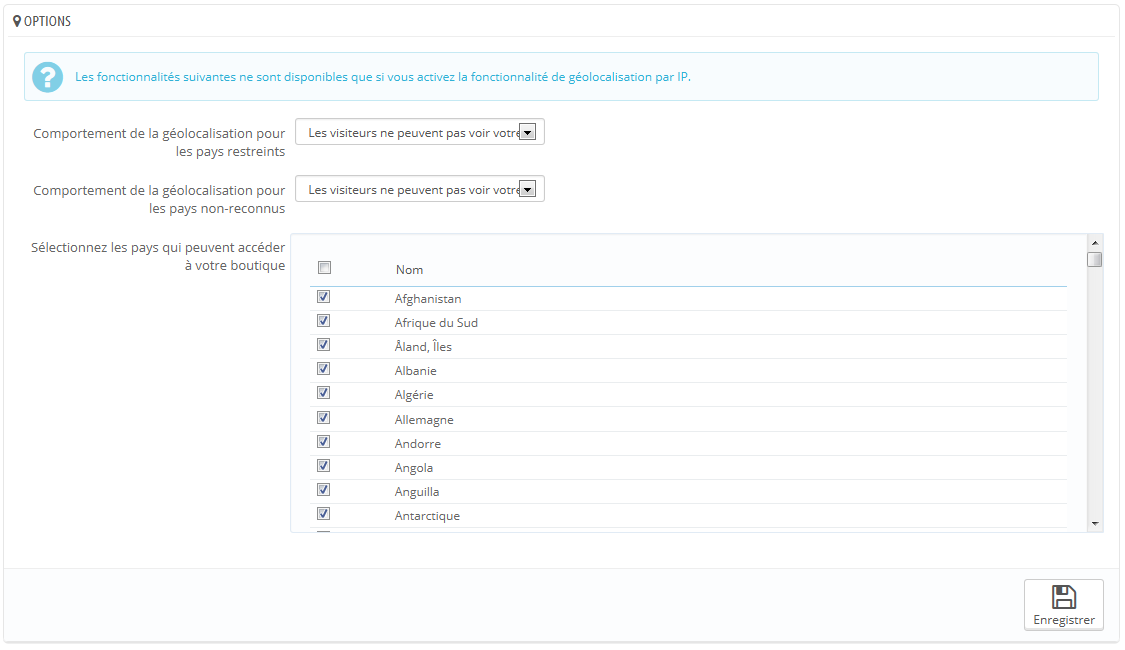 OPTIONS
Les fonctionnalités suivantes ne sont disponibles que si vous activez la fonctionnalité de géolocalisation par IP.
Comportement de la géolocalisation pour
les pays restreints
Les visiteurs ne peuvent pas voir votre
Comportement de la géolocalisation pour
les pays non-reconnus
Les visiteurs ne peuvent pas voir votre
Sélectionnez les pays qui peuvent accéder
à votre boutique
Nom
Afghanistan
Afrique du Sud
Åland, Îles
Albanie
Algérie
Allemagne
Andorre
Angola
Anguilla
Antarctique
Enregistrer